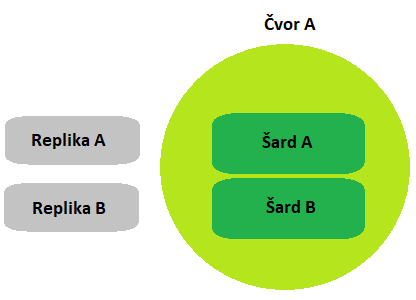 Čvor A
Replika A
Šard A
Replika B
Šard B